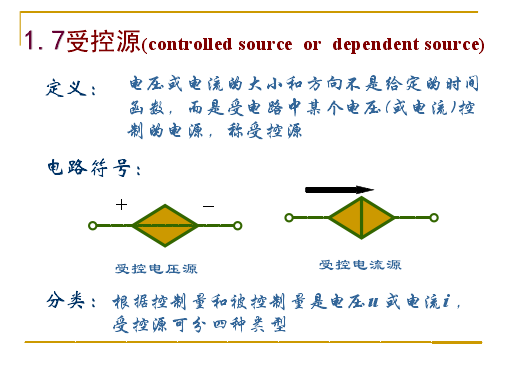 1.7受控源(controlled source or dependent source)
定义：
电压或电流的大小和方向不是给定的时间
函数，而是受电路中某个电压(或电流)控
制的电源，称受控源
电路符号：
+ －
受控电压源
受控电流源
分类：根据控制量和被控制量是电压u或电流i，
受控源可分四种类型